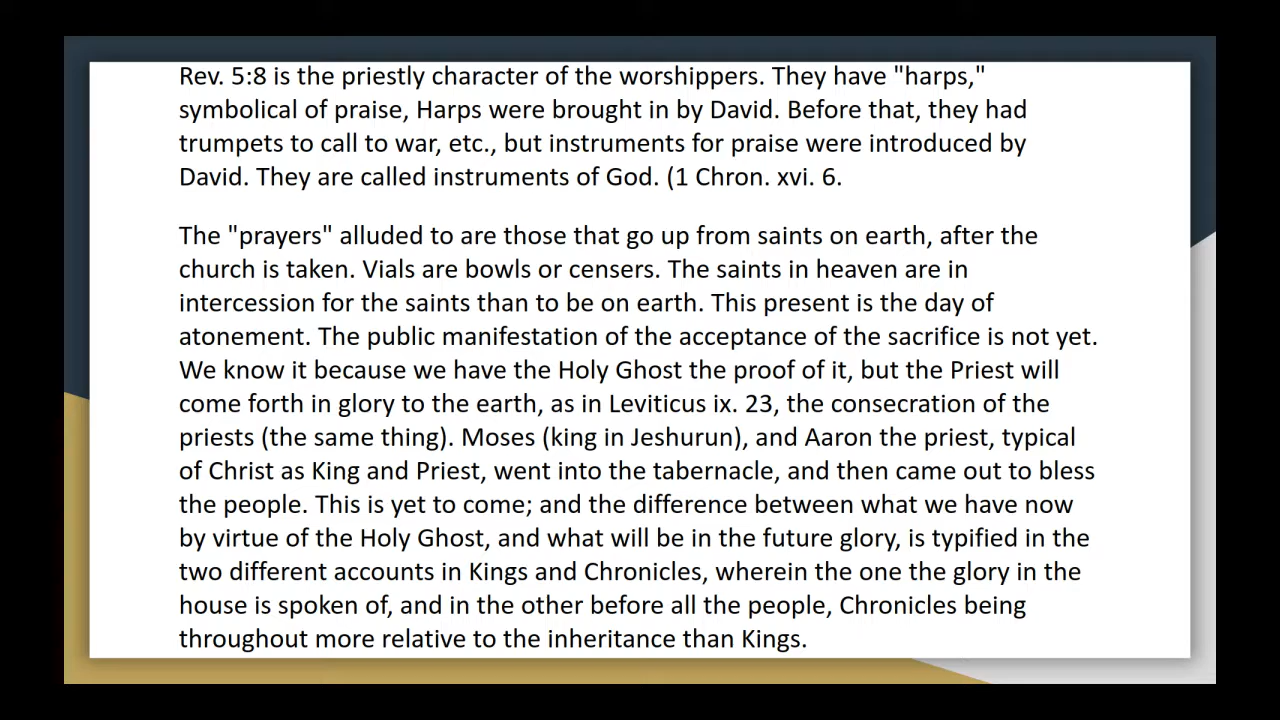 Rev. 5:8 is the priestly character of the worshippers. They have "harps,"
symbolical of praise, Harps were brought in by David. Before that, they had
trumpets to call to war, etc., but instruments for praise were introduced by
David. They are called instruments of God. (1 Chron. xvi. 6.
The "prayers" alluded to are those that go up from saints on earth, after the
church is taken. Vials are bowls or censers. The saints in heaven are in
intercession for the saints than to be on earth. This present is the day of
atonement. The public manifestation of the acceptance of the sacrifice is not yet.
We know it because we have the Holy Ghost the proof of it, but the Priest will
come forth in glory to the earth, as in Leviticus ix. 23, the consecration of the
priests (the same thing). Moses (king in Jeshurun), and Aaron the priest, typical
of Christ as King and Priest, went into the tabernacle, and then came out to bless
the people. This is yet to come; and the difference between what we have now
by virtue of the Holy Ghost, and what will be in the future glory, is typified in the
two different accounts in Kings and Chronicles, wherein the one the glory in the
house is spoken of, and in the other before all the people, Chronicles being
throughout more relative to the inheritance than Kings.